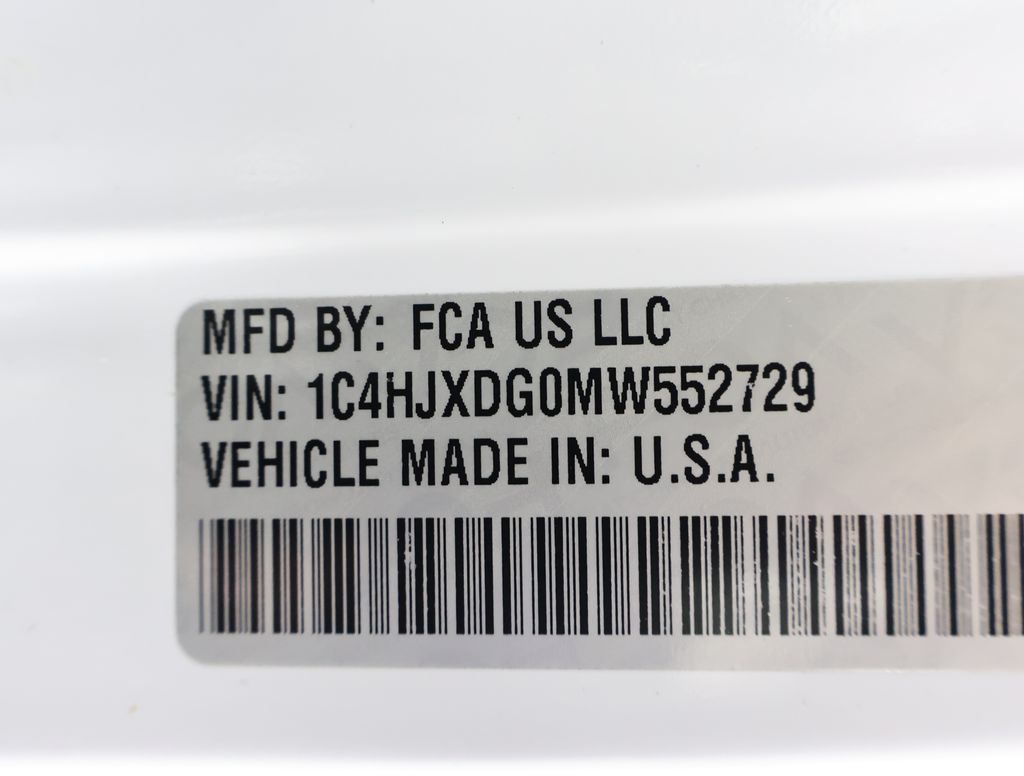 MFD BY: FCA US LLC
VIN: 1C4HJXDG0MW552729
VEHICLE MADE IN: U.S.A.